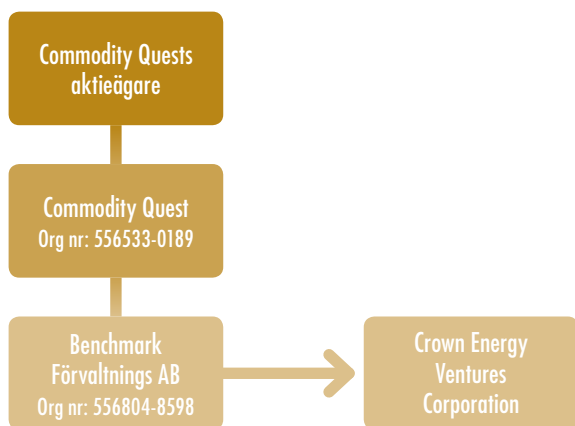 Commodity Quests
aktieägare
Commodity Quest
Org nr: 556533-0189
Benchmark
Förvaltnings AB
Org nr: 556804-8598
Crown Energy
Ventures
Corporation